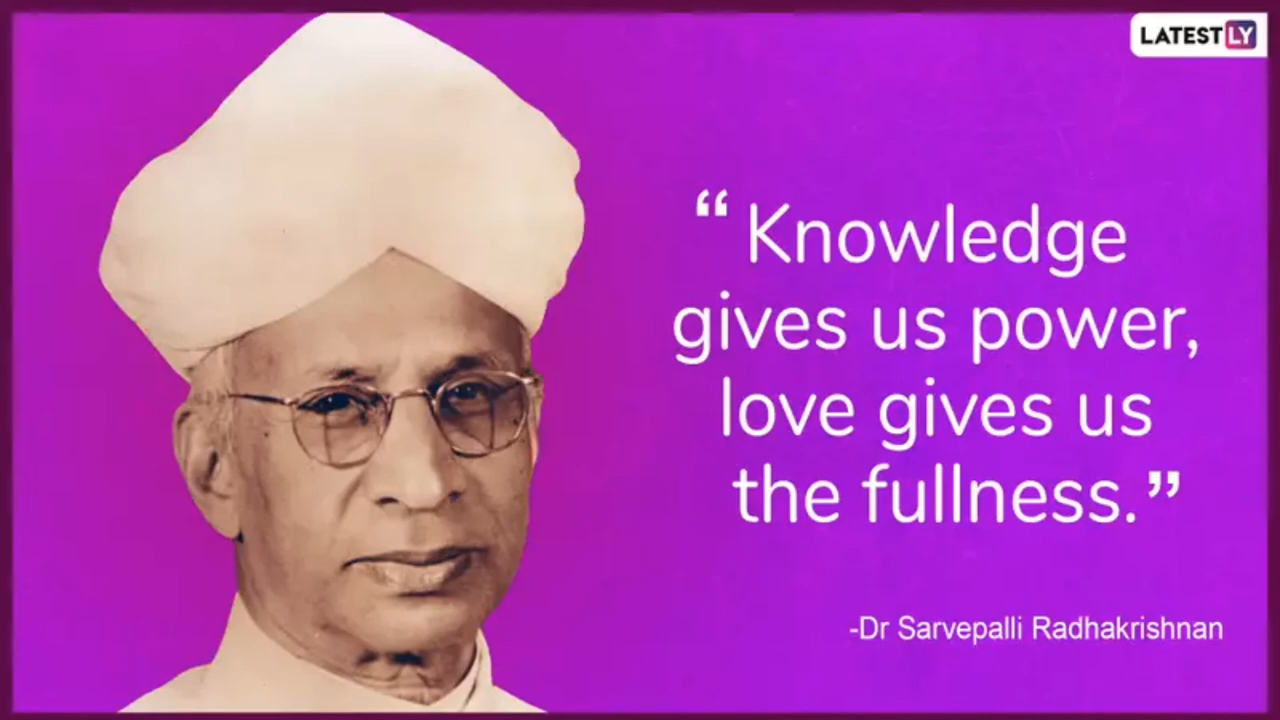 LATESTLY
“Knowledge
gives us power,
love gives us
the fullness.”
-Dr Sarvepalli Radhakrishnan